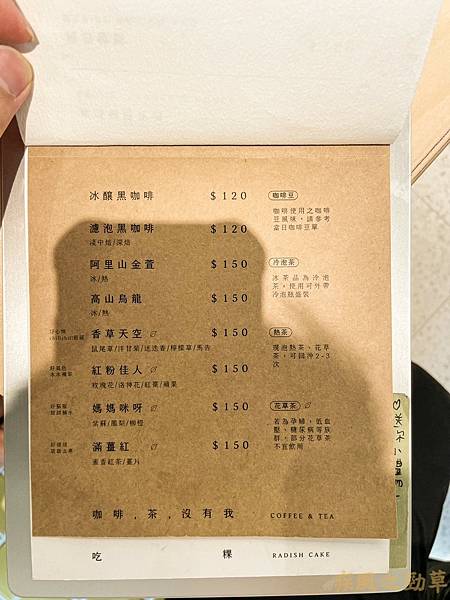 冰釀黑咖啡 $120
濾泡黑咖啡 $120
淺中焙/深焙
阿里山金萱 $150
冰/熱
高山烏龍 $150
冰/熱
香草天空 $150
鼠尾草/洋甘菊/迷迭香/檸檬草/馬告
紅粉佳人 $150
玫瑰花/洛神花/紅棗/蘋果
媽媽咪呀 $150
紫蘇/鳳梨/柳橙
滿薑紅 $150
蜜香紅茶/薑片
咖啡豆
咖啡使用之咖啡
豆風味，請參考
當日咖啡豆單
冷泡茶
冰茶品為冷泡
茶，使用可外帶
冷泡瓶盛裝
熱茶
現泡熱茶、花草
茶，可回沖2-3
次
花草茶
若為孕婦、低血
壓、糖尿病等族
群，部分花草茶
不宜飲用
咖啡,茶,沒有我 COFFEE & TEA
吃粿 RADISH CAKE